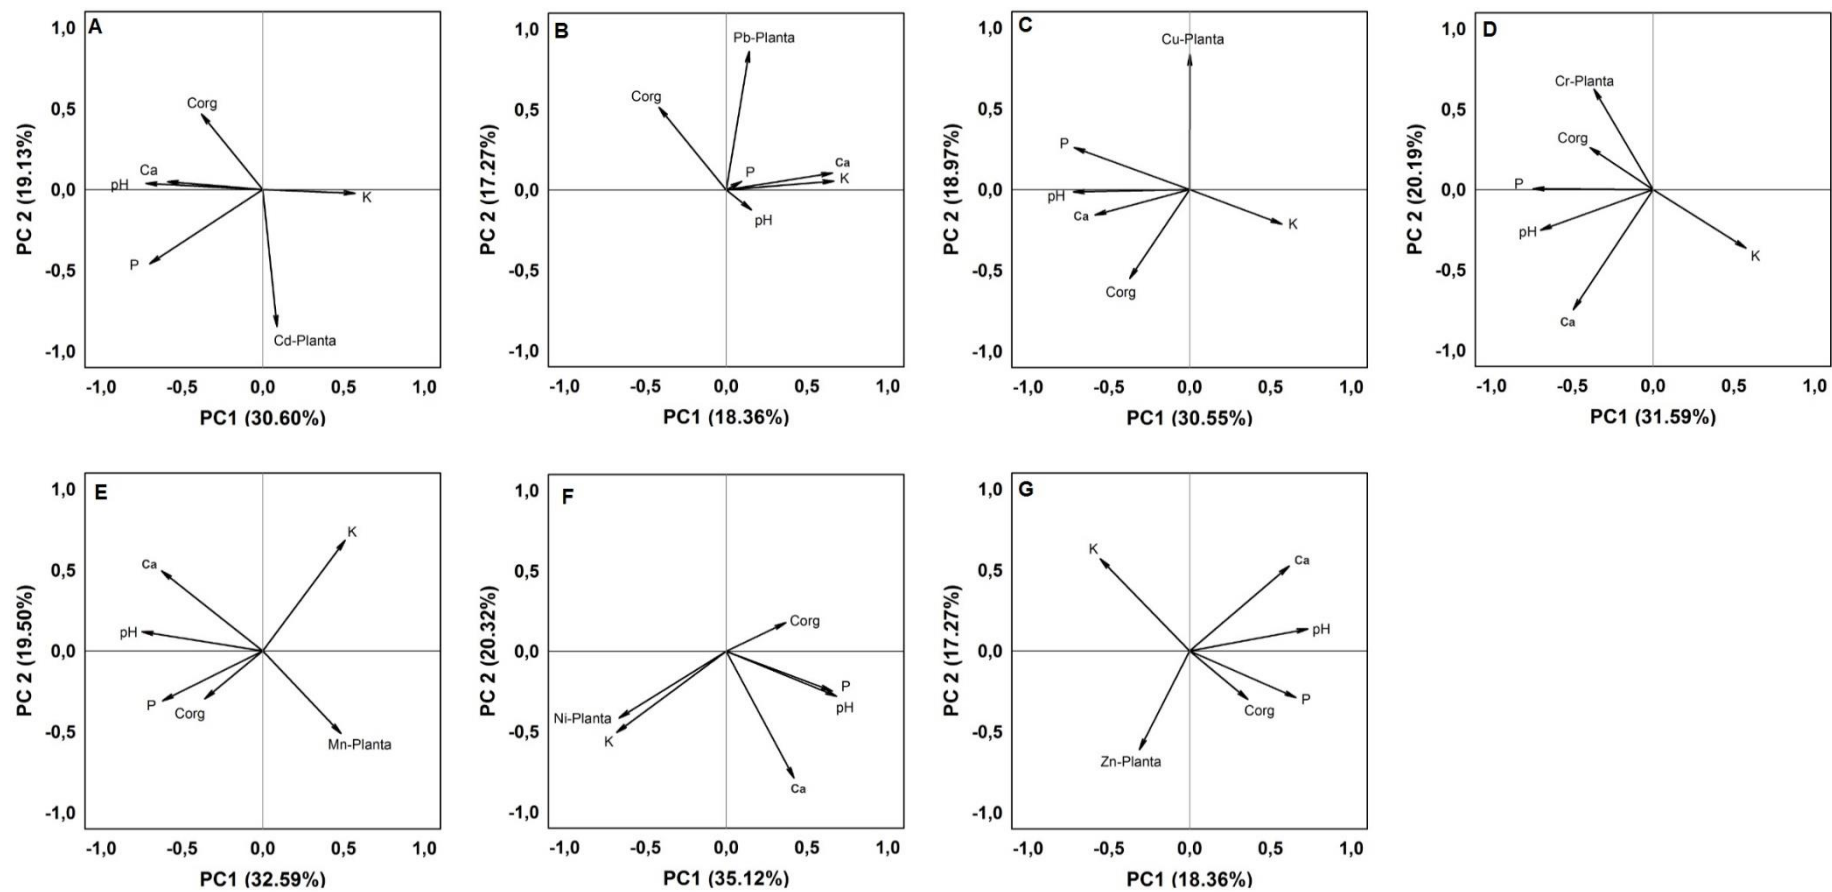 A
1,0
0,5
0,0
-0,5
-1,0
PC 2 (19.13%)
Corg
Ca
pH
K
P
Cd-Planta
-1,0 -0,5 0,0 0,5 1,0
PC1 (30.60%)
B
1,0
0,5
0,0
-0,5
-1,0
PC 2 (17.27%)
Pb-Planta
Corg
Ca
P
K
pH
-1,0 -0,5 0,0 0,5 1,0
PC1 (18.36%)
C
1,0
0,5
0,0
-0,5
-1,0
PC 2 (18.97%)
Cu-Planta
P
pH
Ca
K
Corg
-1,0 -0,5 0,0 0,5 1,0
PC1 (30.55%)
D
1,0
0,5
0,0
-0,5
-1,0
PC 2 (20.19%)
Cr-Planta
Corg
P
pH
K
Ca
-1,0 -0,5 0,0 0,5 1,0
PC1 (31.59%)
E
1,0
0,5
0,0
-0,5
-1,0
PC 2 (19.50%)
K
Ca
pH
P
Corg
Mn-Planta
-1,0 -0,5 0,0 0,5 1,0
PC1 (32.59%)
F
1,0
0,5
0,0
-0,5
-1,0
PC 2 (20.32%)
Corg
P
pH
Ni-Planta
K
Ca
-1,0 -0,5 0,0 0,5 1,0
PC1 (35.12%)
G
1,0
0,5
0,0
-0,5
-1,0
PC 2 (17.27%)
K
Ca
pH
P
Corg
Zn-Planta
-1,0 -0,5 0,0 0,5 1,0
PC1 (18.36%)